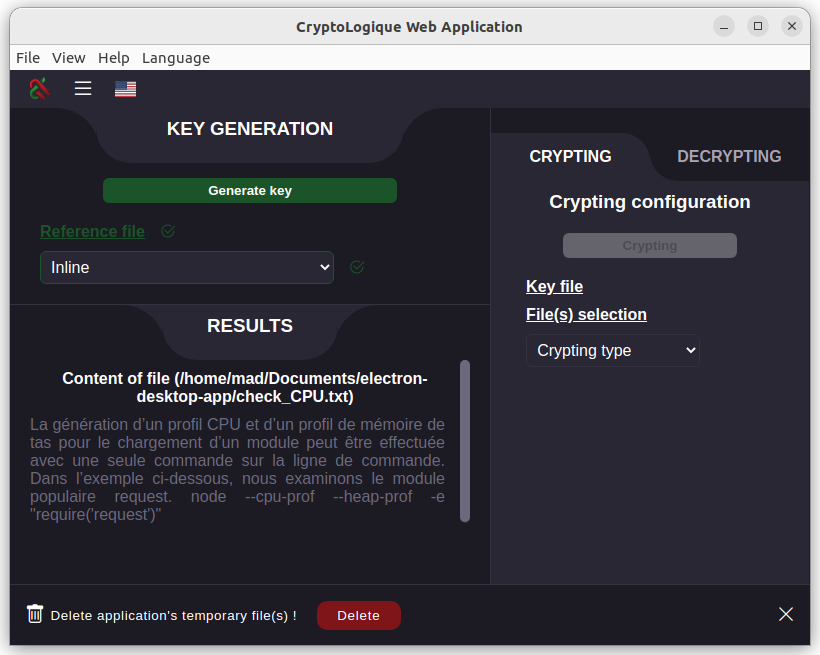 CryptoLogique Web Application
File View Help Language
KEY GENERATION
Generate key
Reference file
Inline
RESULTS
Content of file (/home/mad/Documents/electron-
desktop-app/check_CPU.txt)
La génération d’un profil CPU et d’un profil de mémoire de
tas pour le chargement d’un module peut être effectuée
avec une seule commande sur la ligne de commande.
Dans l’exemple ci-dessous, nous examinons le module
populaire request. node --cpu-prof --heap-prof -e
"require('request')"
CRYPTING DECRYPTING
Crypting configuration
Crypting
Key file
File(s) selection
Crypting type
Delete application's temporary file(s) ! Delete